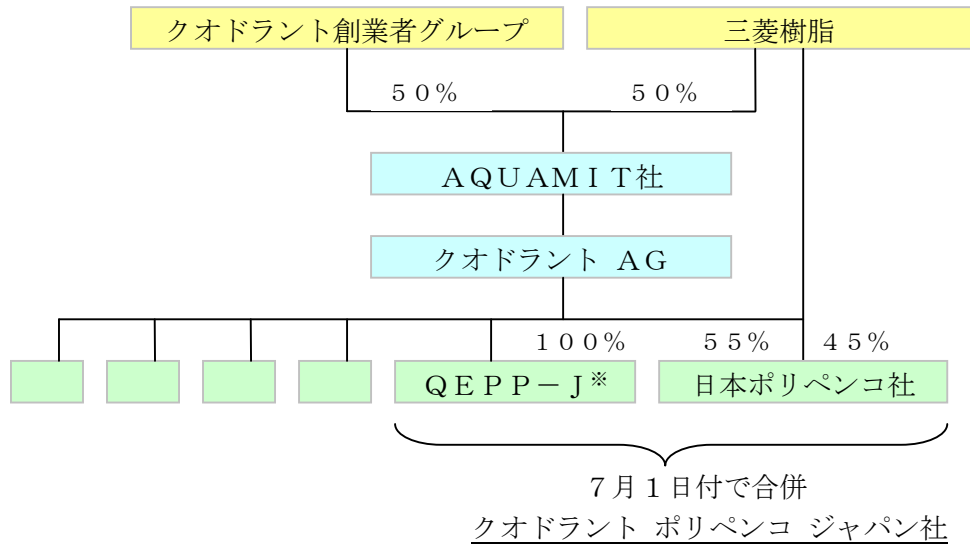 クオドラント創業者グループ
三菱樹脂
５０％
５０％
ＡＱＵＡＭＩＴ社
クオドラント ＡＧ
１００％
５５％
４５％
ＱＥＰＰ－Ｊ※
日本ポリペンコ社
７月１日付で合併
クオドラント ポリペンコ ジャパン社